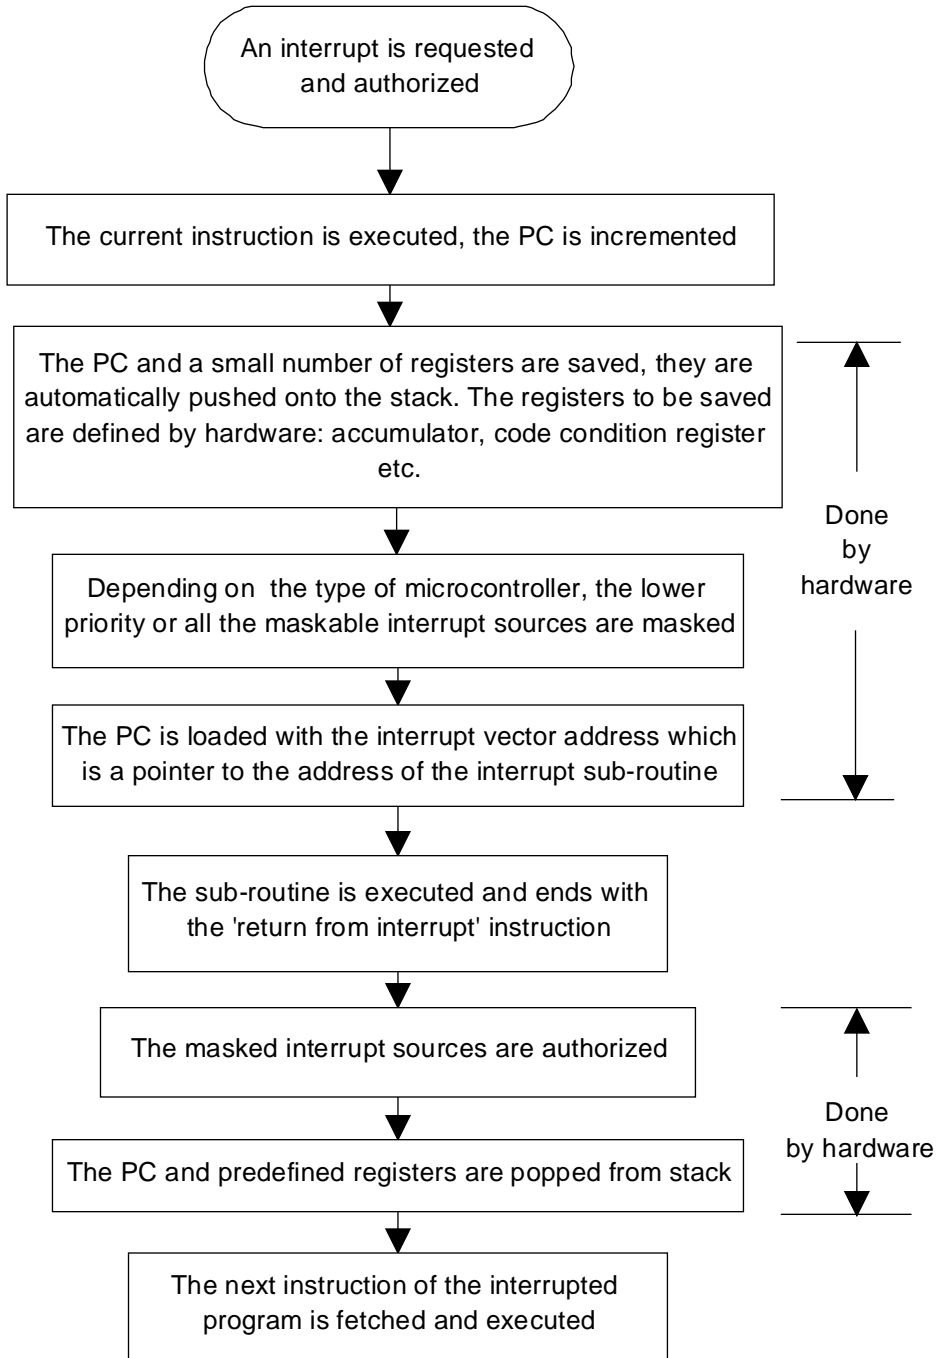 An interrupt is requested
and authorized
The current instruction is executed, the PC is incremented
The PC and a small number of registers are saved, they are
automatically pushed onto the stack. The registers to be saved
are defined by hardware: accumulator, code condition register
etc.
Depending on  the type of microcontroller, the lower
priority or all the maskable interrupt sources are masked
The PC is loaded with the interrupt vector address which
is a pointer to the address of the interrupt sub-routine
Done
by
hardware
The sub-routine is executed and ends with
the 'return from interrupt' instruction
The masked interrupt sources are authorized
The PC and predefined registers are popped from stack
Done
by hardware
The next instruction of the interrupted
program is fetched and executed